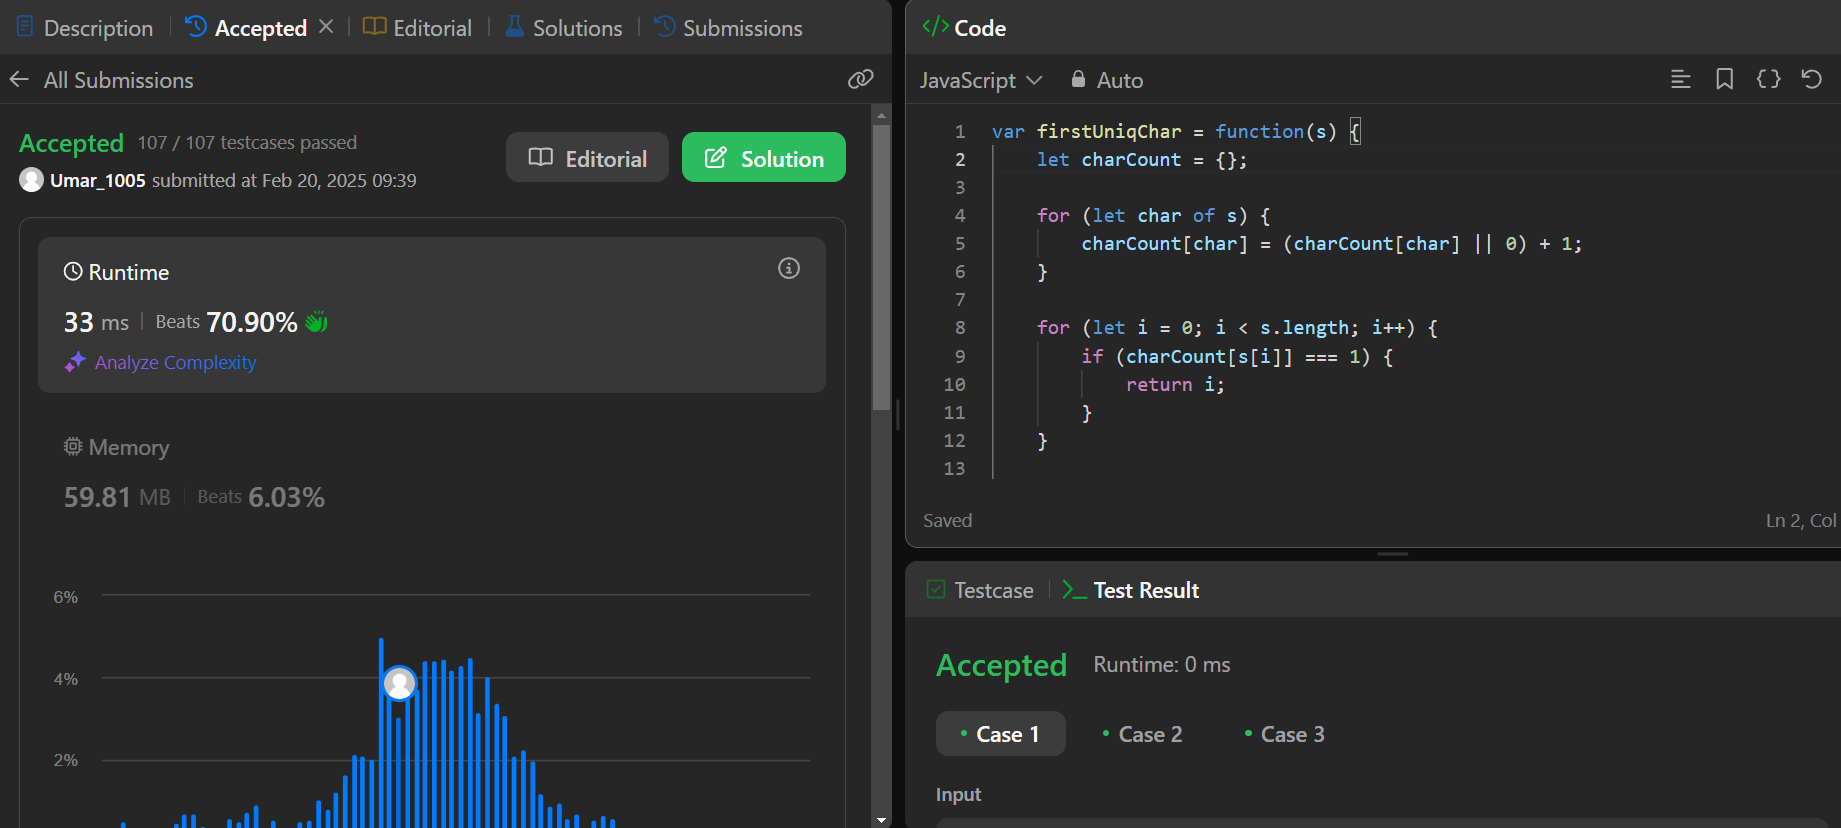 Description
Accepted
Editorial
Solutions
Submissions
All Submissions
Accepted 107 / 107 testcases passed
Umar_1005 submitted at Feb 20, 2025 09:39
Editorial
Solution
Runtime
33 ms Beats 70.90%
Analyze Complexity
Memory
59.81 MB Beats 6.03%
6%
4%
2%
</> Code
JavaScript Auto
1 var firstUniqChar = function(s) {
2 let charCount = {};
3
4 for (let char of s) {
5 charCount[char] = (charCount[char] || 0) + 1;
6 }
7
8 for (let i = 0; i < s.length; i++) {
9 if (charCount[s[i]] === 1) {
10 return i;
11 }
12 }
13
Saved
Ln 2, Col
Testcase
Test Result
Accepted Runtime: 0 ms
Case 1 Case 2 Case 3
Input